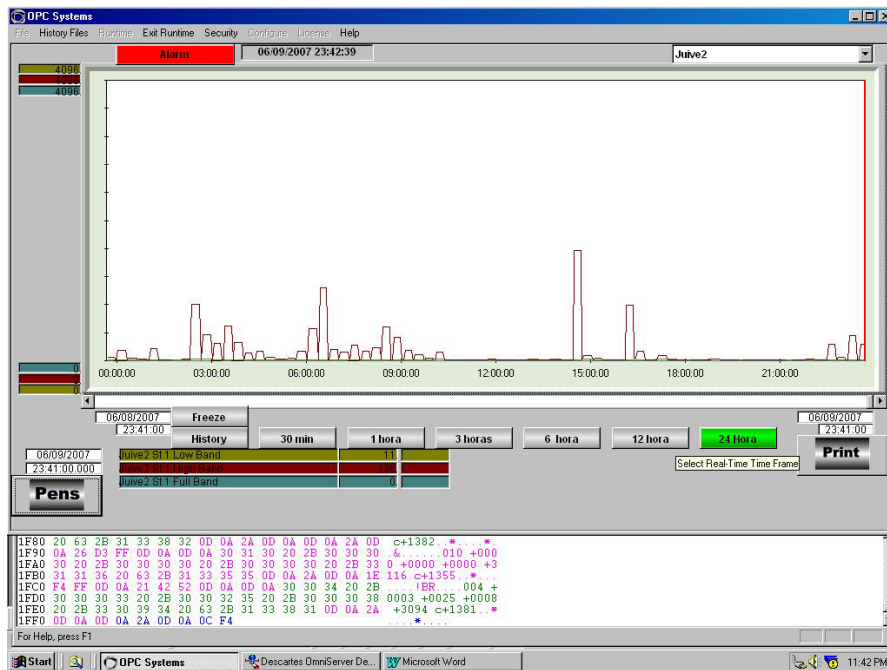 OPC Systems
File History Files Runtime Exit Runtime Security Configure License Help
Alarm 06/09/2007 23:42:39 Juive2
4096
4096
00:00:00 03:00:00 06:00:00 09:00:00 12:00:00 15:00:00 18:00:00 21:00:00
0
0
06/08/2007 Freeze 06/09/2007
23:41:00 23:41:00
History 30 min 1 hora 3 horas 6 hora 12 hora 24 Hora Print
06/09/2007 Juive2 St 1 Low Band 11 Select Real-Time Time Frame
23:41:00.000 Juive2 St 1 High Band 236
Juive2 St 1 Full Band 0
Pens
1F80 20 63 2B 31 33 38 32 0D 0A 2A 0D 0A 0D 0A 2A 0D c+1382..*....*.
1F90 0A 26 D3 FF 0D 0A 0D 0A 30 31 30 20 2B 30 30 30 .&......010 +000
1FA0 30 20 2B 30 30 30 30 20 2B 30 30 30 30 20 2B 33 0 +0000 +0000 +3
1FB0 31 31 36 20 63 2B 31 33 35 35 0D 0A 2A 0D 0A 1E 116 c+1355..*...
1FC0 F4 FF 0D 0A 21 42 52 0D 0A 0D 0A 30 30 34 20 2B ....!BR....004 +
1FD0 30 30 30 33 20 2B 30 30 32 35 20 2B 30 30 30 38 0003 +0025 +0008
1FE0 20 2B 33 30 39 34 20 63 2B 31 33 38 31 0D 0A 2A +3094 c+1381..*
1FF0 0D 0A 0D 0A 2A 0D 0A 0C F4 ....*....
For Help, press F1
Start OPC Systems Descartes OmniServer De... Microsoft Word 11:42 PM